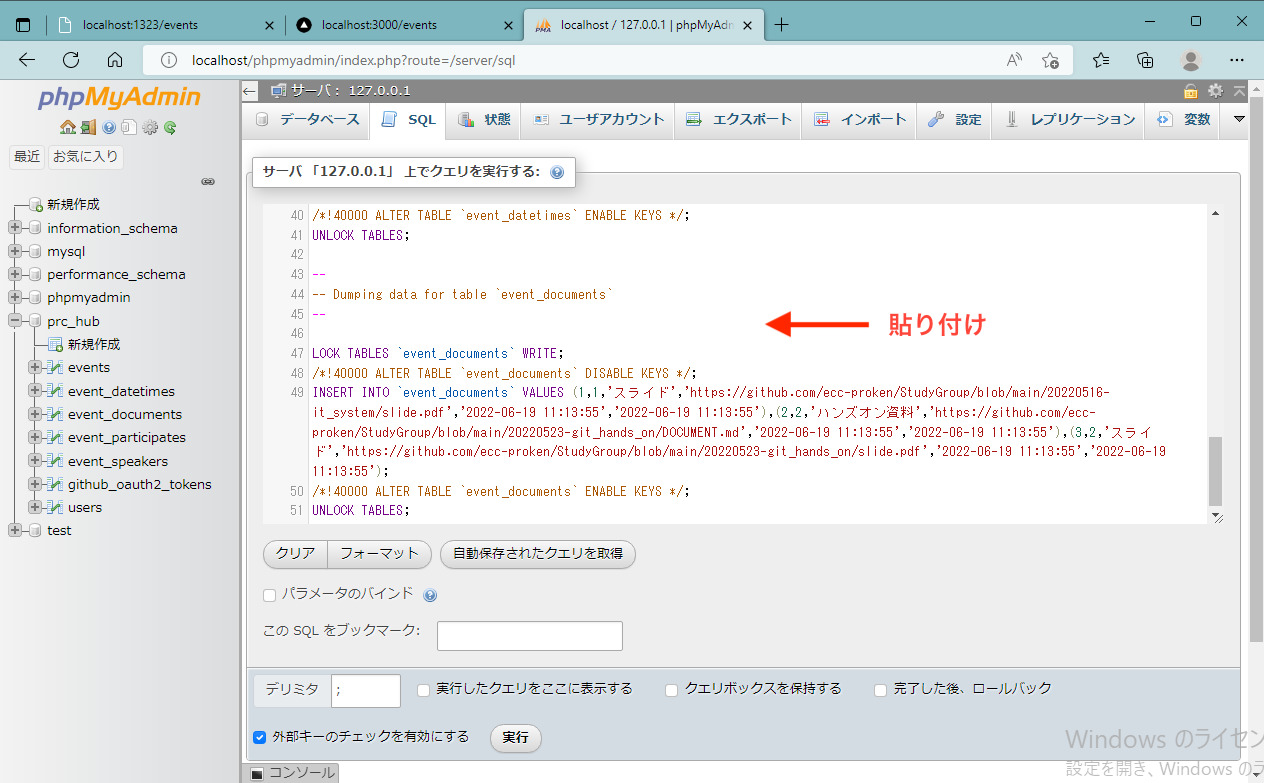 localhost:1323/events
localhost:3000/events
localhost / 127.0.0.1 | phpMyAdm
localhost/phpmyadmin/index.php?route=/server/sql
phpMyAdmin
最近 お気に入り
新規作成
information_schema
mysql
performance_schema
phpmyadmin
prc_hub
新規作成
events
event_datetimes
event_documents
event_participates
event_speakers
github_oauth2_tokens
users
test
サーバ: 127.0.0.1
データベース SQL 状態 ユーザアカウント エクスポート インポート 設定 レプリケーション 変数
サーバ 「127.0.0.1」 上でクエリを実行する:
40 /*!40000 ALTER TABLE `event_datetimes` ENABLE KEYS */;
41 UNLOCK TABLES;
42
43 --
44 -- Dumping data for table `event_documents`
45 --
貼り付け
46
47 LOCK TABLES `event_documents` WRITE;
48 /*!40000 ALTER TABLE `event_documents` DISABLE KEYS */;
49 INSERT INTO `event_documents` VALUES (1,1,'スライド','https://github.com/ecc-proken/StudyGroup/blob/main/20220516-
it_system/slide.pdf','2022-06-19 11:13:55','2022-06-19 11:13:55'),(2,2,'ハンズオン資料','https://github.com/ecc-
proken/StudyGroup/blob/main/20220523-git_hands_on/DOCUMENT.md','2022-06-19 11:13:55','2022-06-19 11:13:55'),(3,2,'スライ
ド','https://github.com/ecc-proken/StudyGroup/blob/main/20220523-git_hands_on/slide.pdf','2022-06-19 11:13:55','2022-06-19
11:13:55');
50 /*!40000 ALTER TABLE `event_documents` ENABLE KEYS */;
51 UNLOCK TABLES;
クリア フォーマット 自動保存されたクエリを取得
パラメータのバインド
この SQL をブックマーク:
デリミタ ; 実行したクエリをここに表示する クエリボックスを保持する 完了した後、ロールバック
外部キーのチェックを有効にする 実行
コンソール
Windows のライセン
設定を開き、Windows のラ